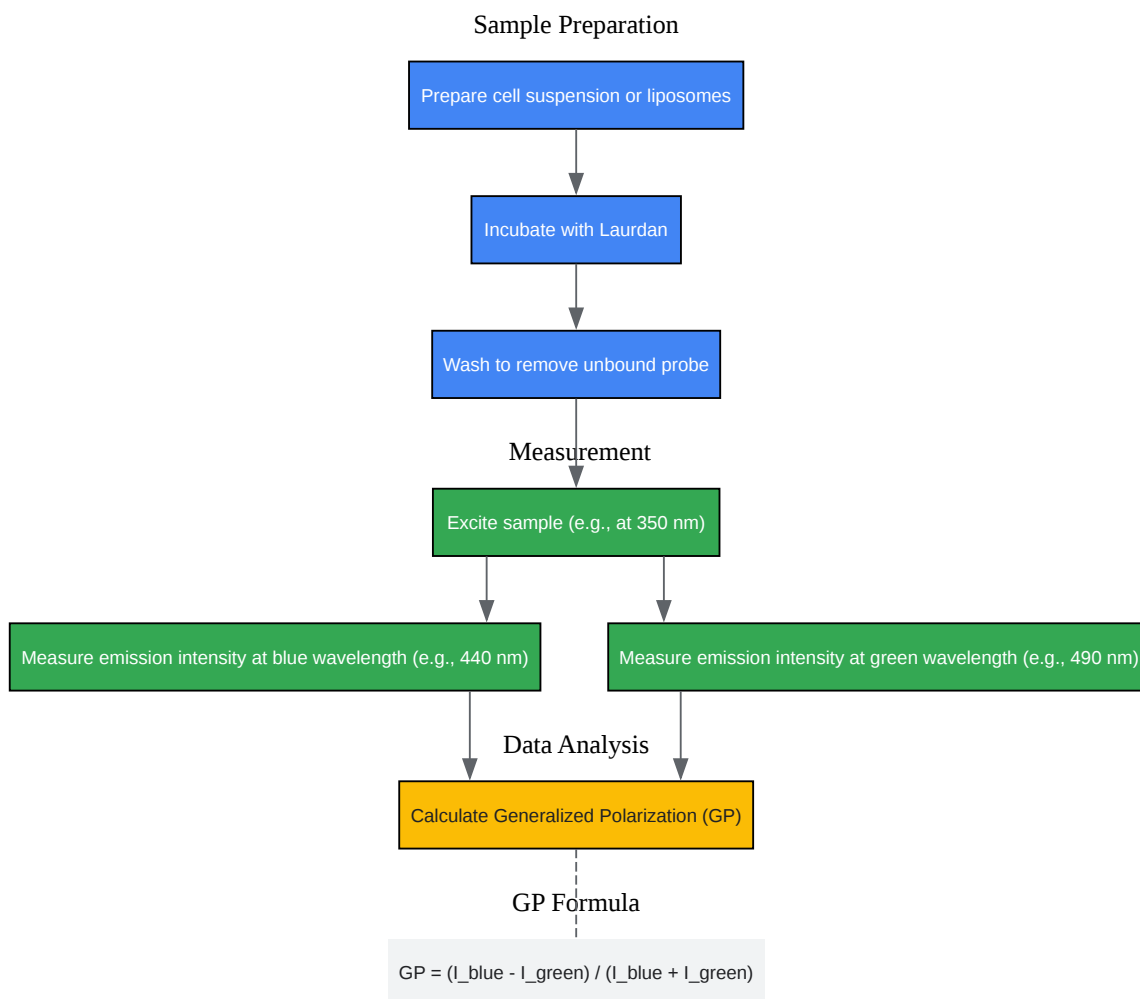 Sample Preparation
Prepare cell suspension or liposomes
Incubate with Laurdan
Wash to remove unbound probe
Measurement
Excite sample (e.g., at 350 nm)
Measure emission intensity at blue wavelength (e.g., 440 nm)
Measure emission intensity at green wavelength (e.g., 490 nm)
Data Analysis
Calculate Generalized Polarization (GP)
GP Formula
GP = (I_blue - I_green) / (I_blue + I_green)